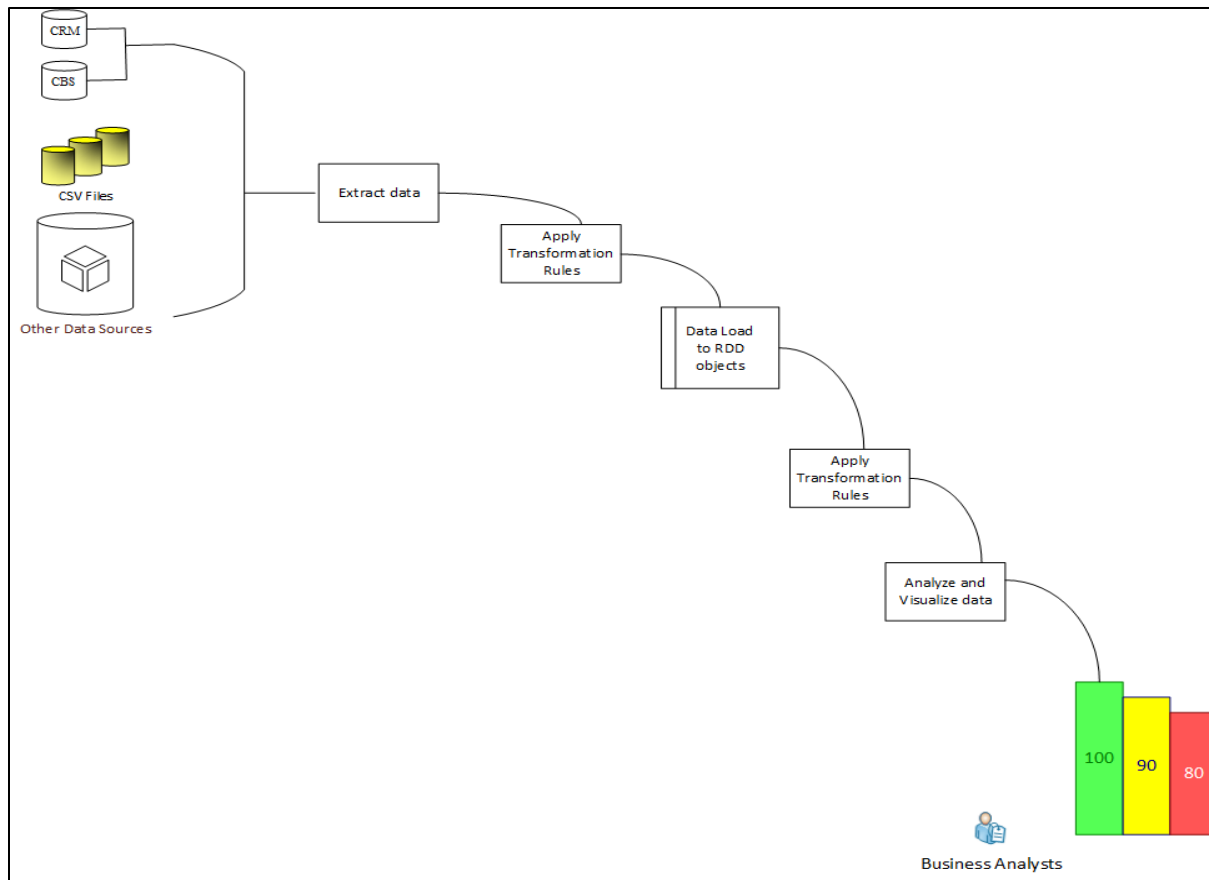 CRM
CBS
CSV Files
Other Data Sources
Extract data
Apply
Transformation
Rules
Data Load
to RDD
objects
Apply
Transformation
Rules
Analyze and
Visualize data
100
90
80
Business Analysts